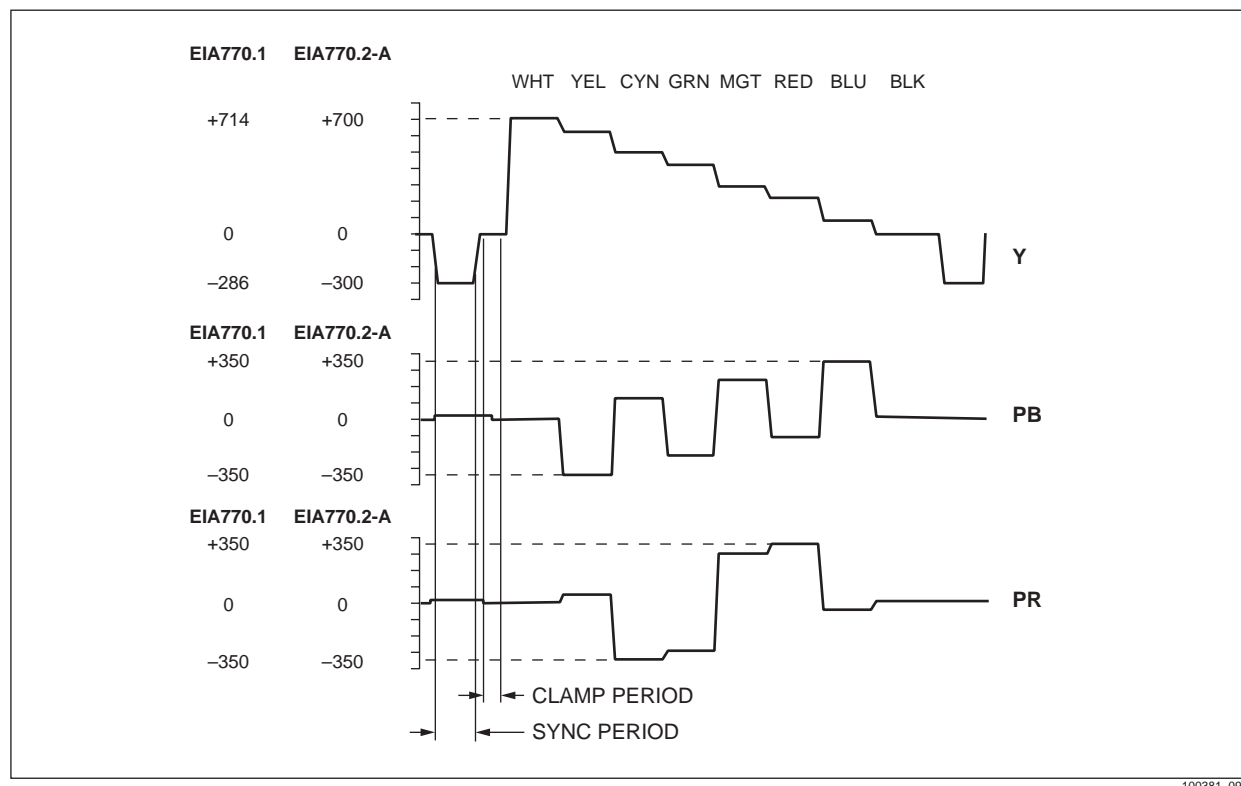 EIA770.1 EIA770.2-A
WHT YEL CYN GRN MGT RED BLU BLK
+714 +700
0 0
Y
–286 –300
EIA770.1 EIA770.2-A
+350 +350
0 0
PB
–350 –350
EIA770.1 EIA770.2-A
+350 +350
0 0
PR
–350 –350
CLAMP PERIOD
SYNC PERIOD